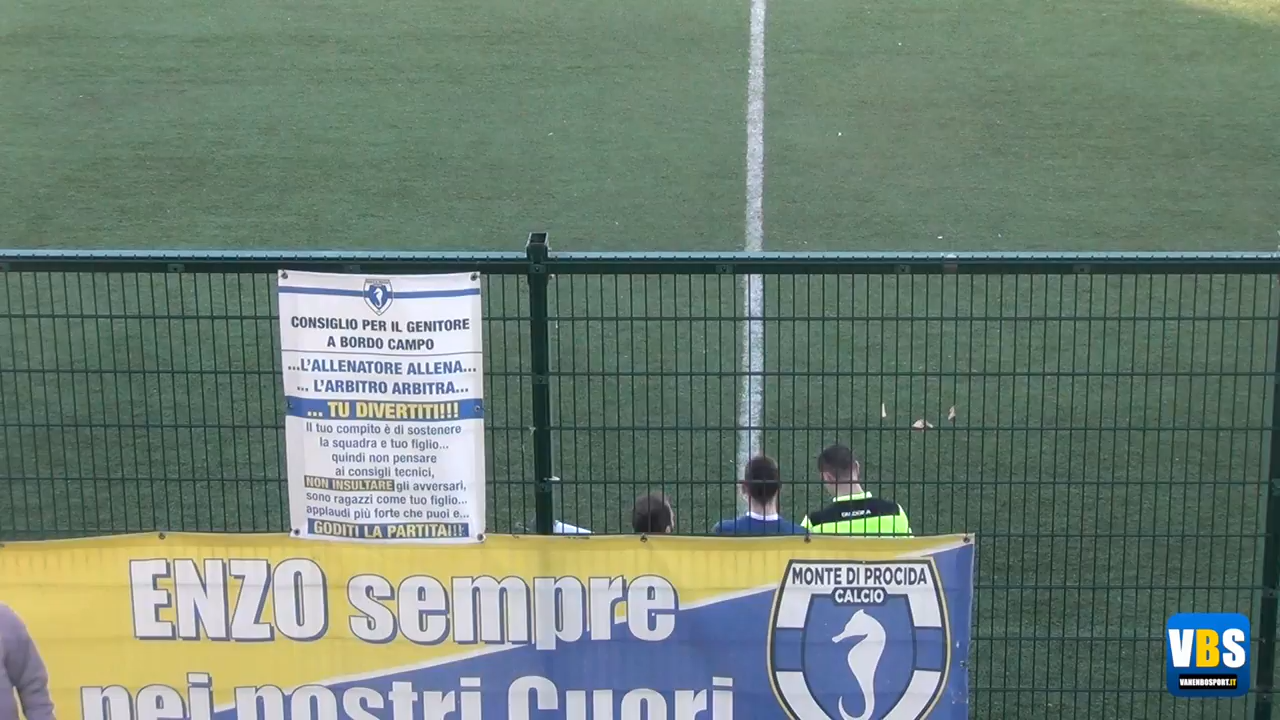 CONSIGLIO PER IL GENITORE
A BORDO CAMPO
...L'ALLENATORE ALLENA...
... L'ARBITRO ARBITRA...
... TU DIVERTITI!!!
Il tuo compito è di sostenere
la squadra e tuo figlio...
quindi non pensare
ai consigli tecnici,
NON INSULTARE gli avversari,
sono ragazzi come tuo figlio...
applaudi più forte che puoi e...
GODITI LA PARTITA!!!
ENZO sempre
nei nostri Cuori
MONTE DI PROCIDA
CALCIO
VBS
VANENBOSPORT.IT